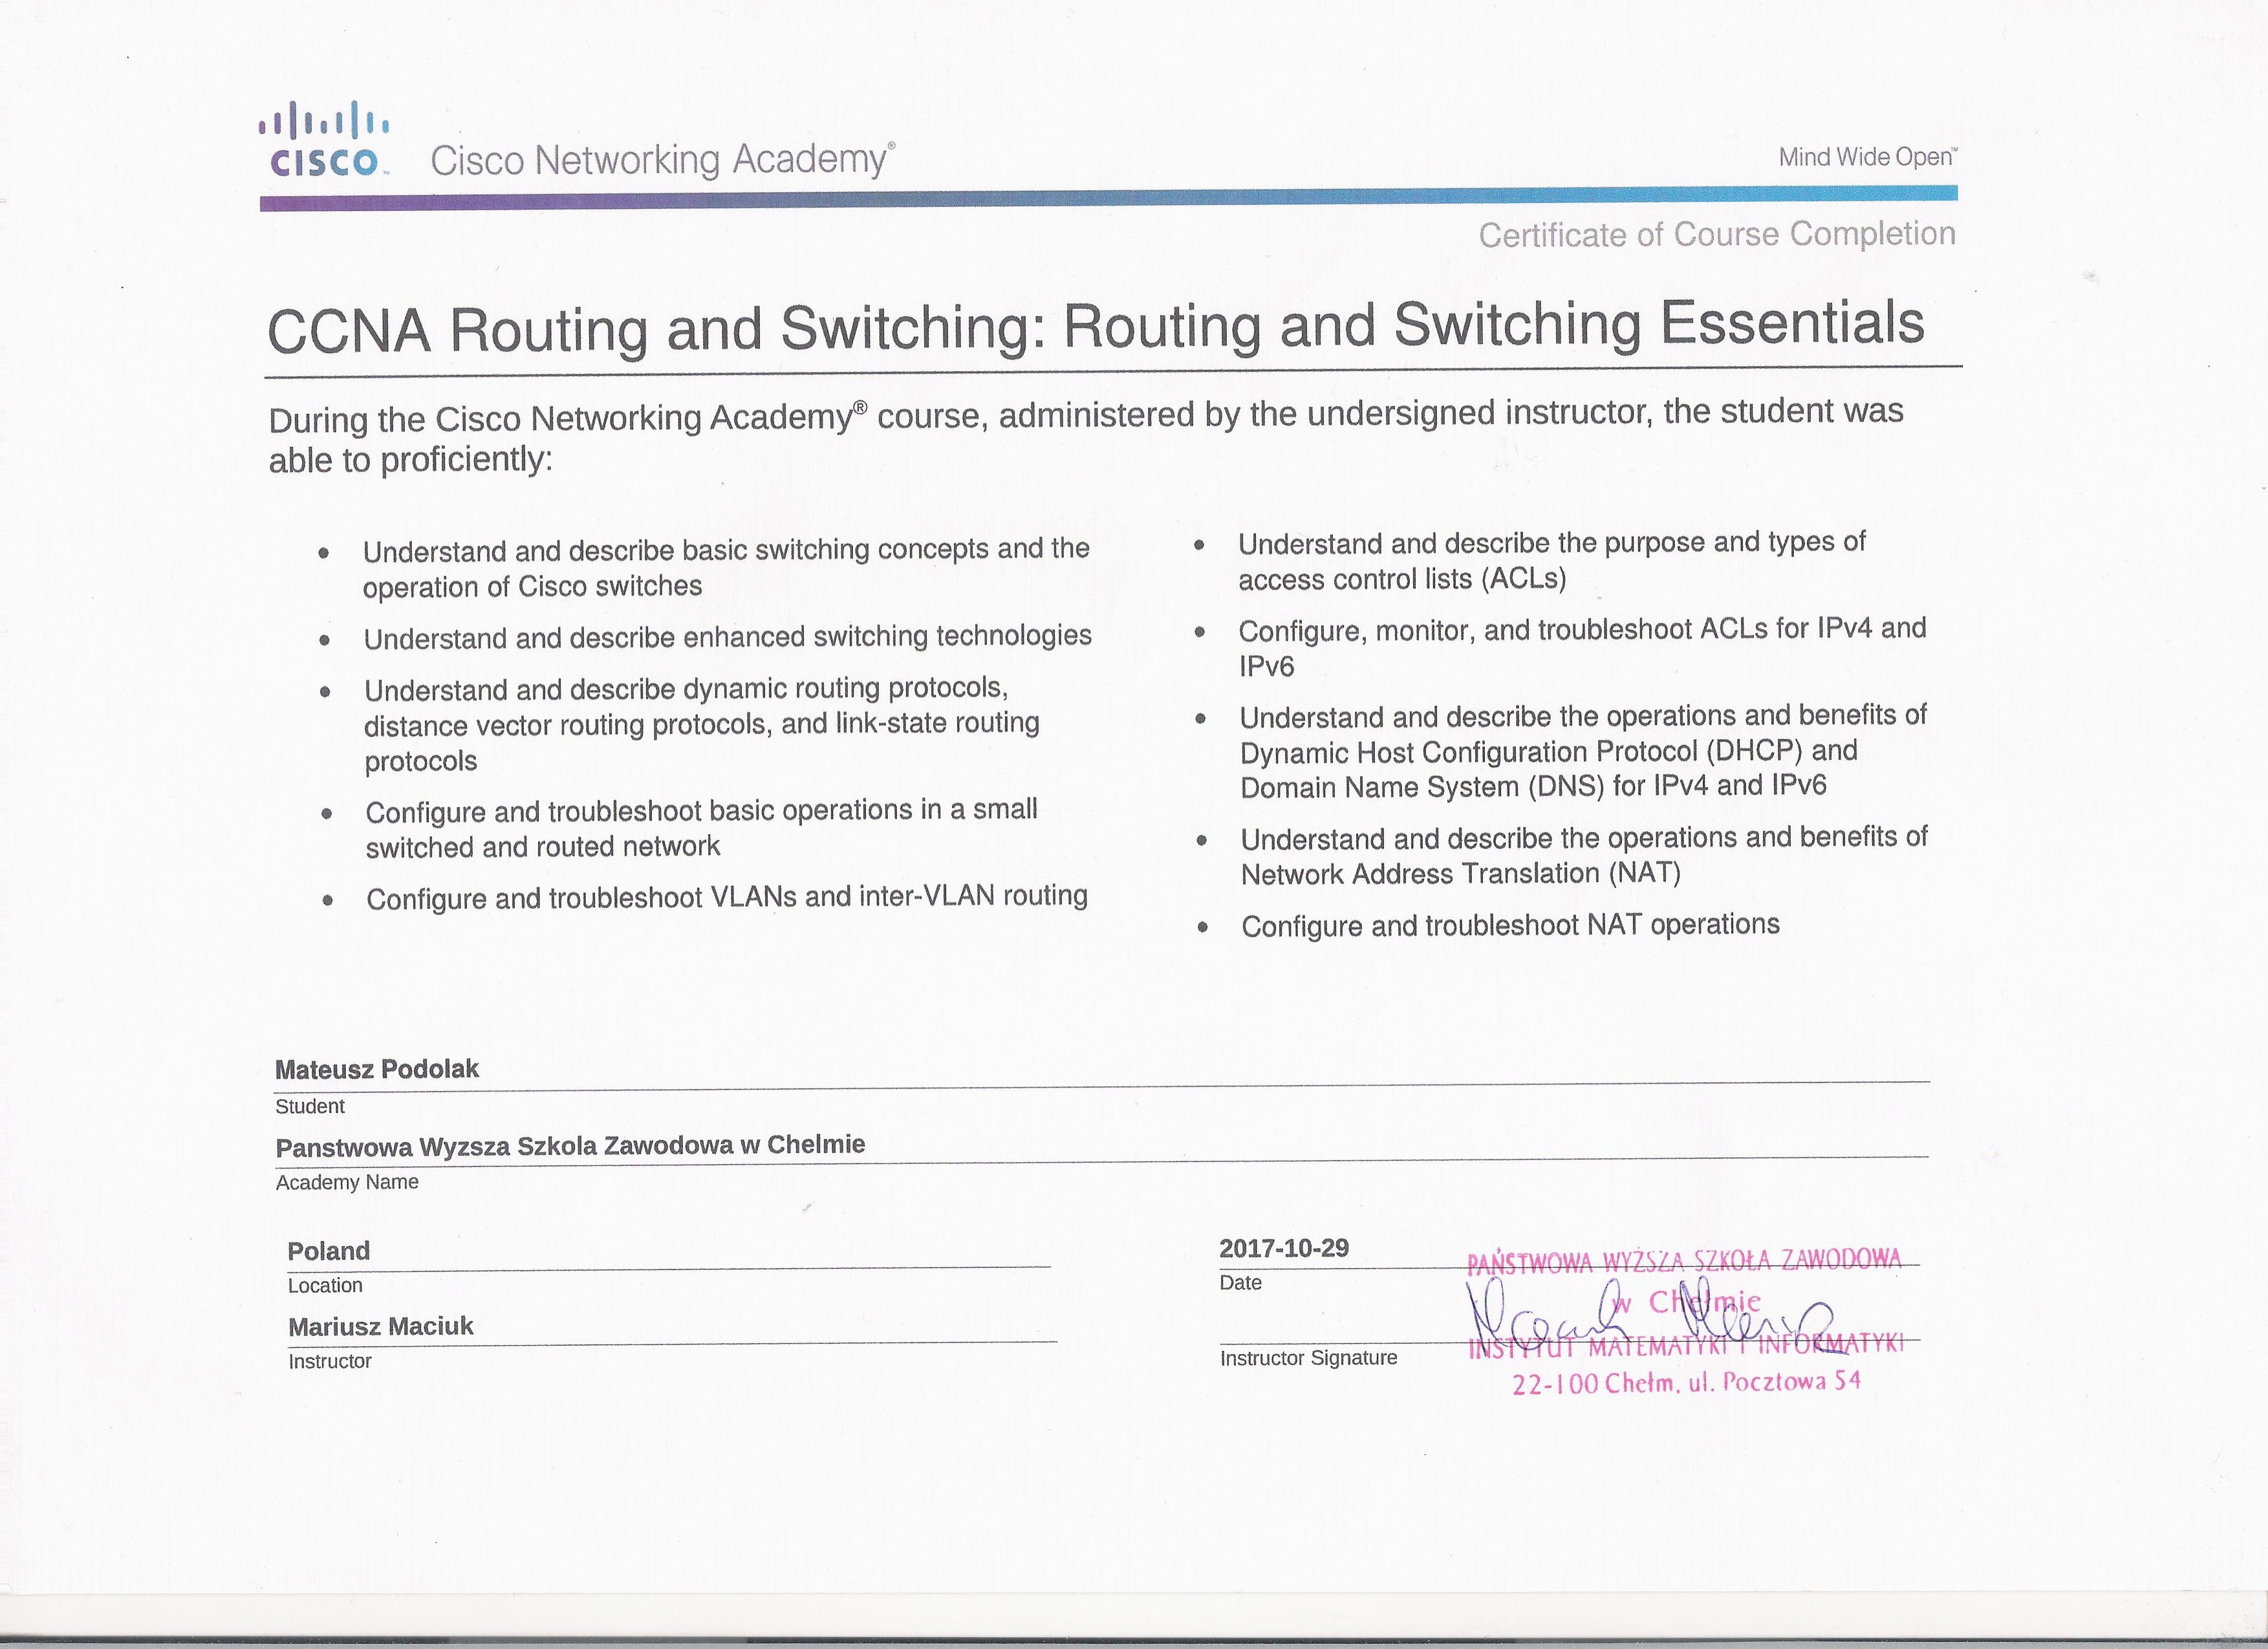 CISCO™ Cisco Networking Academy® Mind Wide Open™
Certificate of Course Completion
CCNA Routing and Switching: Routing and Switching Essentials
During the Cisco Networking Academy® course, administered by the undersigned instructor, the student was
able to proficiently:
• Understand and describe basic switching concepts and the
operation of Cisco switches
• Understand and describe enhanced switching technologies
• Understand and describe dynamic routing protocols,
distance vector routing protocols, and link-state routing
protocols
• Configure and troubleshoot basic operations in a small
switched and routed network
• Configure and troubleshoot VLANs and inter-VLAN routing
• Understand and describe the purpose and types of
access control lists (ACLs)
• Configure, monitor, and troubleshoot ACLs for IPv4 and
IPv6
• Understand and describe the operations and benefits of
Dynamic Host Configuration Protocol (DHCP) and
Domain Name System (DNS) for IPv4 and IPv6
• Understand and describe the operations and benefits of
Network Address Translation (NAT)
• Configure and troubleshoot NAT operations
Mateusz Podolak
Student
Panstwowa Wyzsza Szkola Zawodowa w Chelmie
Academy Name
Poland
Location
Mariusz Maciuk
Instructor
2017-10-29
Date
Instructor Signature
PAŃSTWOWA WYŻSZA SZKOŁA ZAWODOWA
w Chełmie
INSTYTUT MATEMATYKI I INFORMATYKI
22-100 Chełm, ul. Pocztowa 54